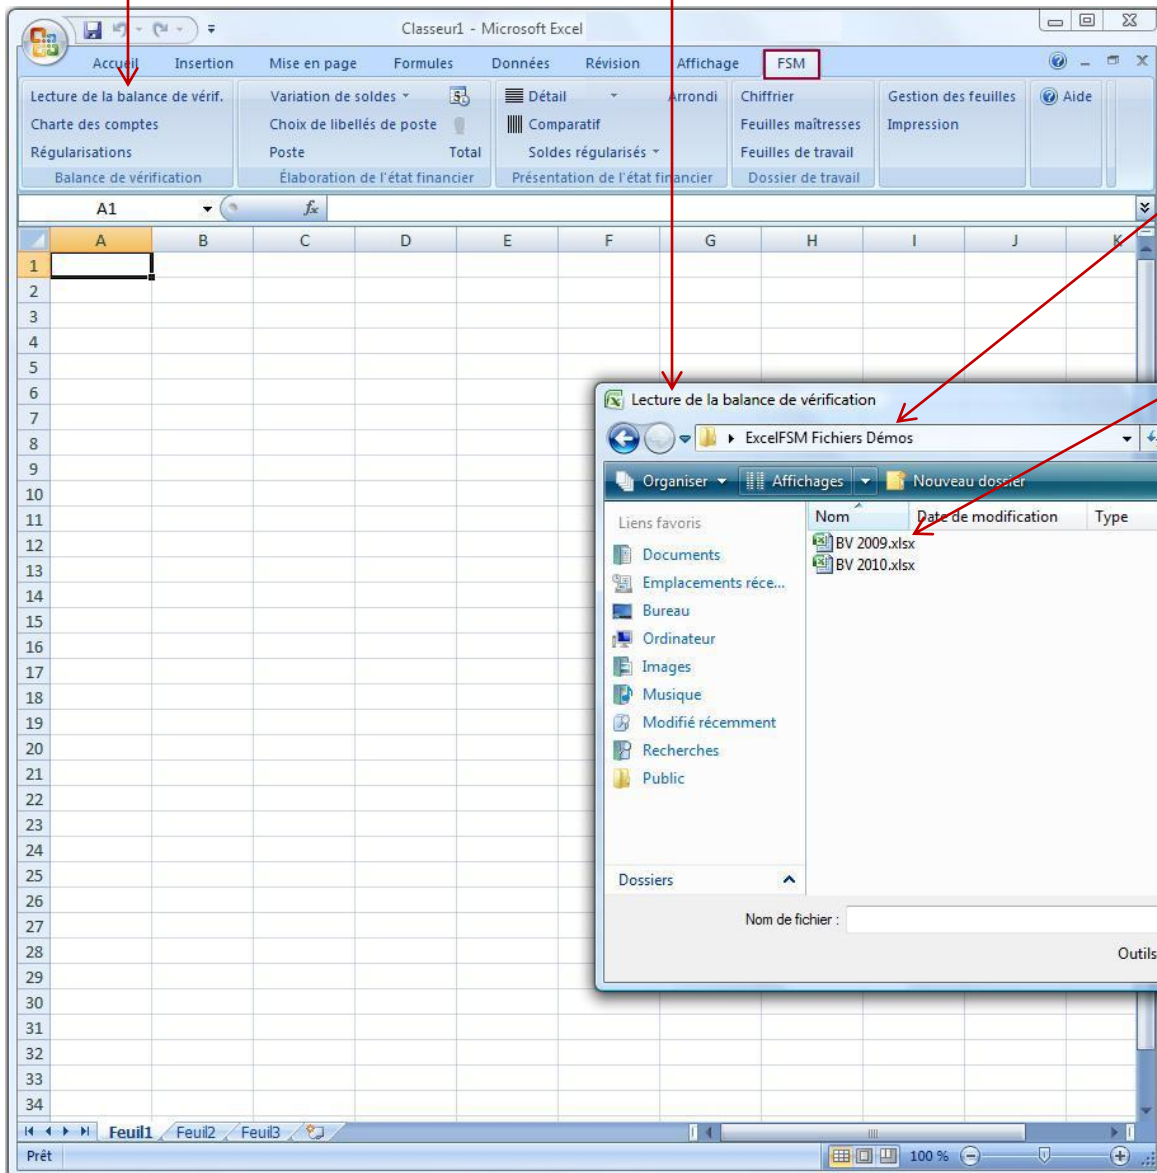 Classeur1 - Microsoft Excel
Accueil Insertion Mise en page Formules Données Révision Affichage FSM
Lecture de la balance de vérif. Variation de soldes Détail Arrondi Chiffrier Gestion des feuilles Aide
Charte des comptes Choix de libellés de poste Comparatif Feuilles maîtresses Impression
Régularisations Poste Total Soldes régularisés Feuilles de travail
Balance de vérification Élaboration de l'état financier Présentation de l'état financier Dossier de travail
A1 fx
A B C D E F G H I J K
1
2
3
4
5
6
7
8
9
10
11
12
13
14
15
16
17
18
19
20
21
22
23
24
25
26
27
28
29
30
31
32
33
34
Lecture de la balance de vérification
ExcelFSM Fichiers Démos
Organiser Affichages Nouveau dossier
Liens favoris Nom Date de modification Type
BV 2009.xlsx
BV 2010.xlsx
Documents
Emplacements réce...
Bureau
Ordinateur
Images
Musique
Modifié récemment
Recherches
Public
Dossiers
Nom de fichier :
Outils
Feuil1 Feuil2 Feuil3
Prêt 100 %